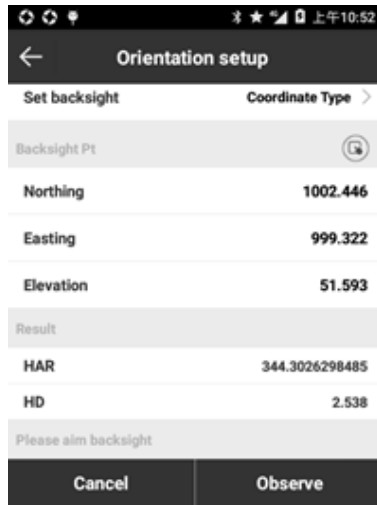 上午10:52
Orientation setup
Set backsight Coordinate Type
Backsight Pt
Northing 1002.446
Easting 999.322
Elevation 51.593
Result
HAR 344.3026298485
HD 2.538
Please aim backsight
Cancel Observe